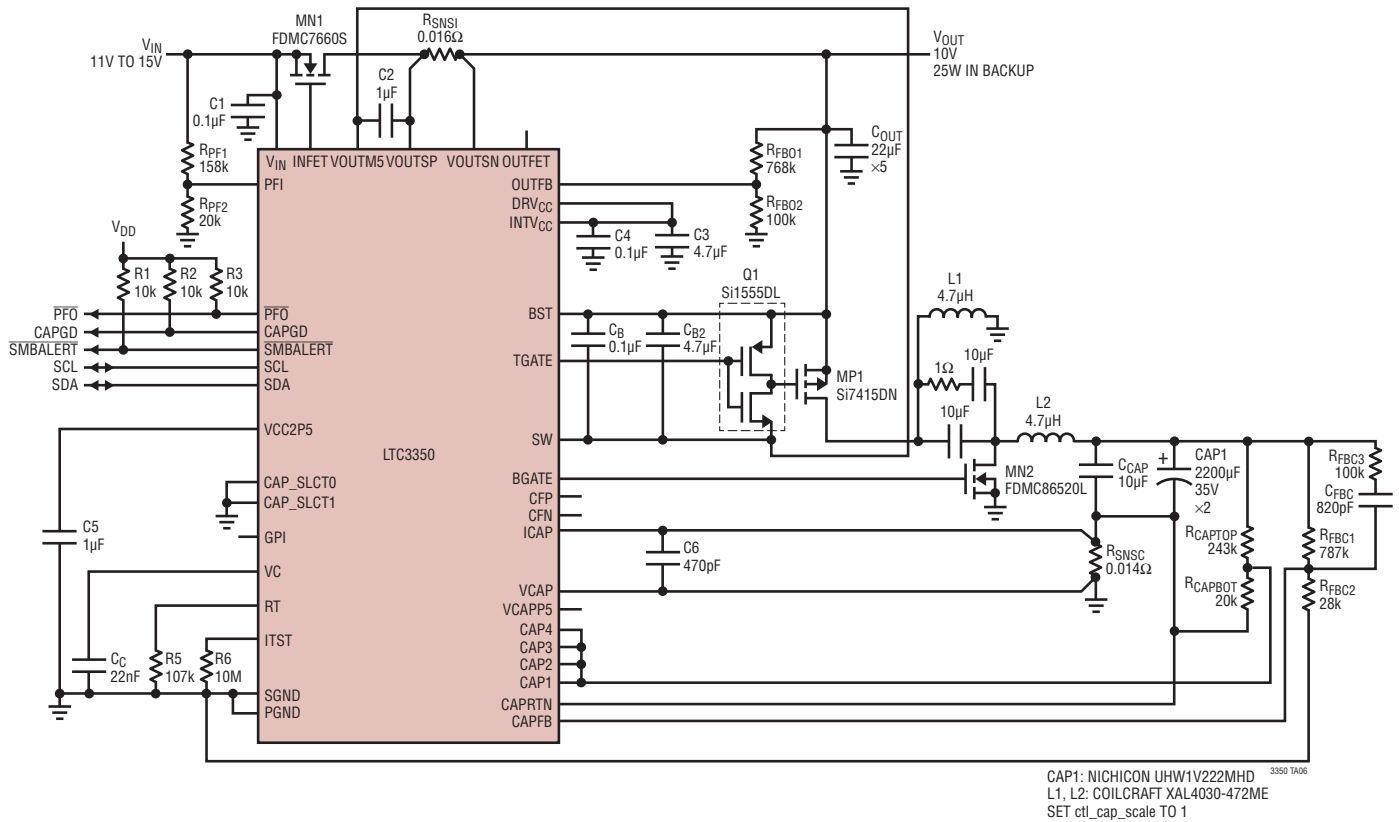 MN1
FDMC7660S
RSNSI
0.016Ω
VIN
11V TO 15V
VOUT
10V
25W IN BACKUP
C2
1µF
C1
0.1µF
RPF1
158k
RPF2
20k
VIN INFET VOUTM5 VOUTSP VOUTSN OUTFET
PFI
OUTFB
DRVCC
INTVCC
RFBO1
768k
RFBO2
100k
COUT
22µF
×5
C4
0.1µF
C3
4.7µF
VDD
R1
10k
R2
10k
R3
10k
PFO
CAPGD
SMBALERT
SCL
SDA
PFO
CAPGD
SMBALERT
SCL
SDA
Q1
Si1555DL
L1
4.7µH
BST
CB
0.1µF
CB2
4.7µF
TGATE
MP1
Si7415DN
1Ω
10µF
10µF
L2
4.7µH
SW
VCC2P5
LTC3350
BGATE
MN2
FDMC86520L
CFP
CFN
ICAP
CAP_SLCT0
CAP_SLCT1
GPI
C5
1µF
CCAP
10µF
+
CAP1
2200µF
35V
×2
RFBC3
100k
CFBC
820pF
RCAPTOP
243k
RFBC1
787k
RCAPBOT
20k
RFBC2
28k
C6
470pF
RSNSC
0.014Ω
VC
RT
ITST
VCAP
VCAPP5
CAP4
CAP3
CAP2
CAP1
CAPRTN
CAPFB
CC
22nF
R5
107k
R6
10M
SGND
PGND
3350 TA06
CAP1: NICHICON UHW1V222MHD
L1, L2: COILCRAFT XAL4030-472ME
SET ctl_cap_scale TO 1